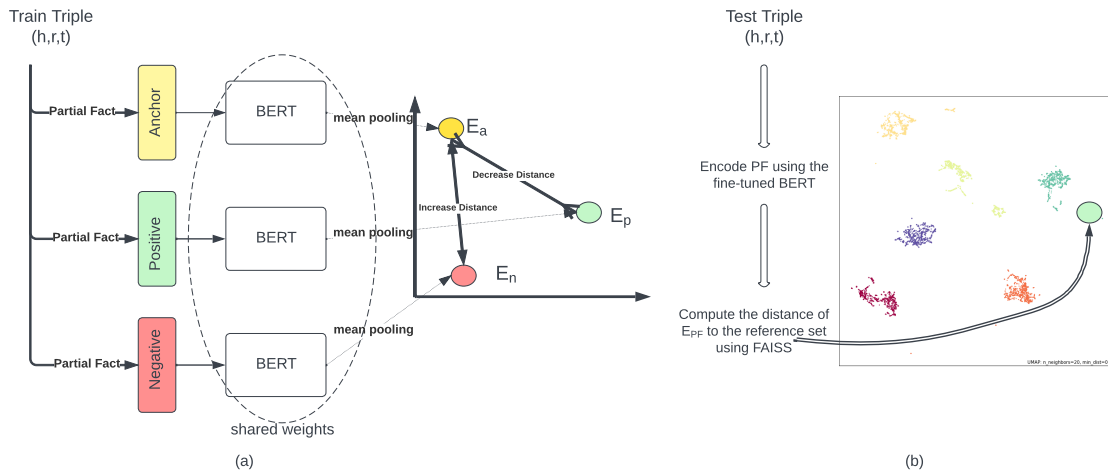 Train Triple
(h,r,t)
Partial Fact
Anchor
BERT
mean pooling
Partial Fact
Positive
BERT
mean pooling
Partial Fact
Negative
BERT
mean pooling
shared weights
Ea
Decrease Distance
Increase Distance
Ep
En
(a)
Test Triple
(h,r,t)
Encode PF using the
fine-tuned BERT
Compute the distance of
EPF to the reference set
using FAISS
UMAP: n_neighbors=20, min_dist=0
(b)